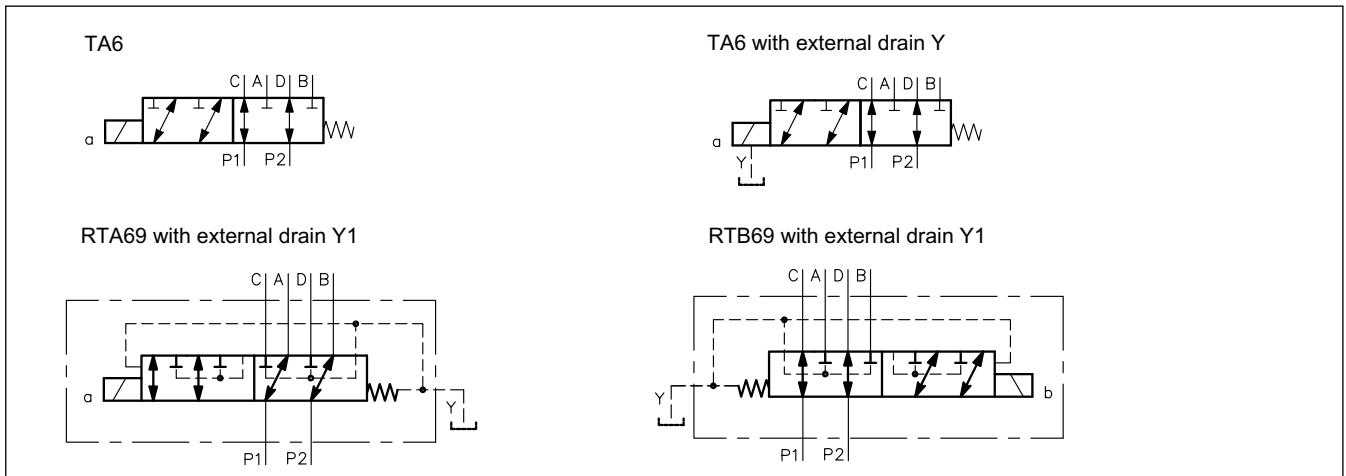 TA6
C A D B
a
P1 P2
TA6 with external drain Y
C A D B
a
Y
P1 P2
RTA69 with external drain Y1
C A D B
a
Y
P1 P2
RTB69 with external drain Y1
C A D B
Y
b
P1 P2